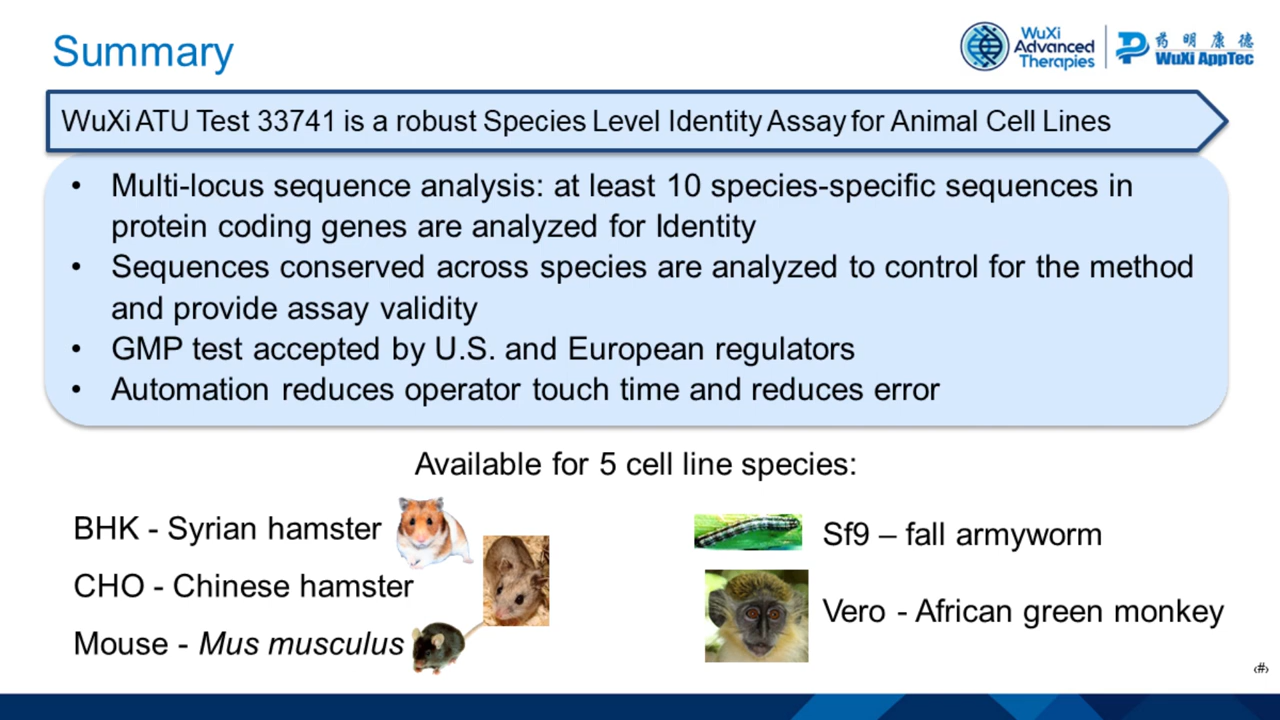 Summary
WuXi Advanced Therapies
药明康德
WuXi AppTec
WuXi ATU Test 33741 is a robust Species Level Identity Assay for Animal Cell Lines
• Multi-locus sequence analysis: at least 10 species-specific sequences in
protein coding genes are analyzed for Identity
• Sequences conserved across species are analyzed to control for the method
and provide assay validity
• GMP test accepted by U.S. and European regulators
• Automation reduces operator touch time and reduces error
Available for 5 cell line species:
BHK - Syrian hamster
CHO - Chinese hamster
Mouse - Mus musculus
Sf9 – fall armyworm
Vero - African green monkey
‹#›